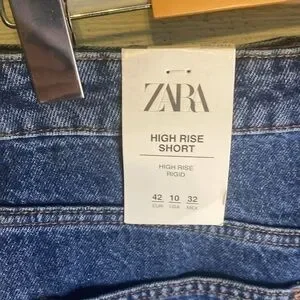 ZARA
HIGH RISE
SHORT
HIGH RISE
RIGID
42 10 32
EUR USA MEX